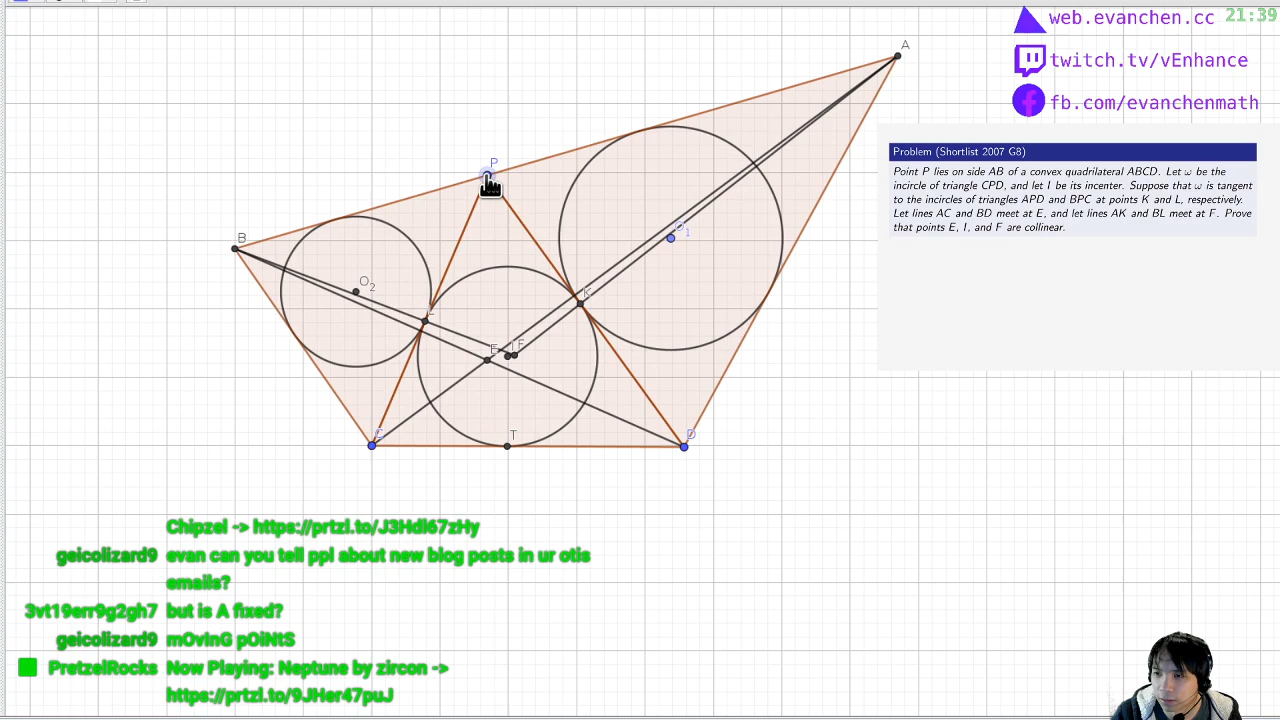 web.evanchen.cc 21:39
twitch.tv/vEnhance
fb.com/evanchenmath
Problem (Shortlist 2007 G8)
Point P lies on side AB of a convex quadrilateral ABCD. Let ω be the
incircle of triangle CPD, and let I be its incenter. Suppose that ω is tangent
to the incircles of triangles APD and BPC at points K and L, respectively.
Let lines AC and BD meet at E, and let lines AK and BL meet at F. Prove
that points E, I, and F are collinear.
A
P
B
O1
O2
K
L
E
I F
C
T
D
Chipzel -> https://prtzl.to/J3Hdl67zHy
geicolizard9 evan can you tell ppl about new blog posts in ur otis
emails?
3vt19err9g2gh7 but is A fixed?
geicolizard9 mOvInG pOiNtS
PretzelRocks Now Playing: Neptune by zircon ->
https://prtzl.to/9JHer47puJ